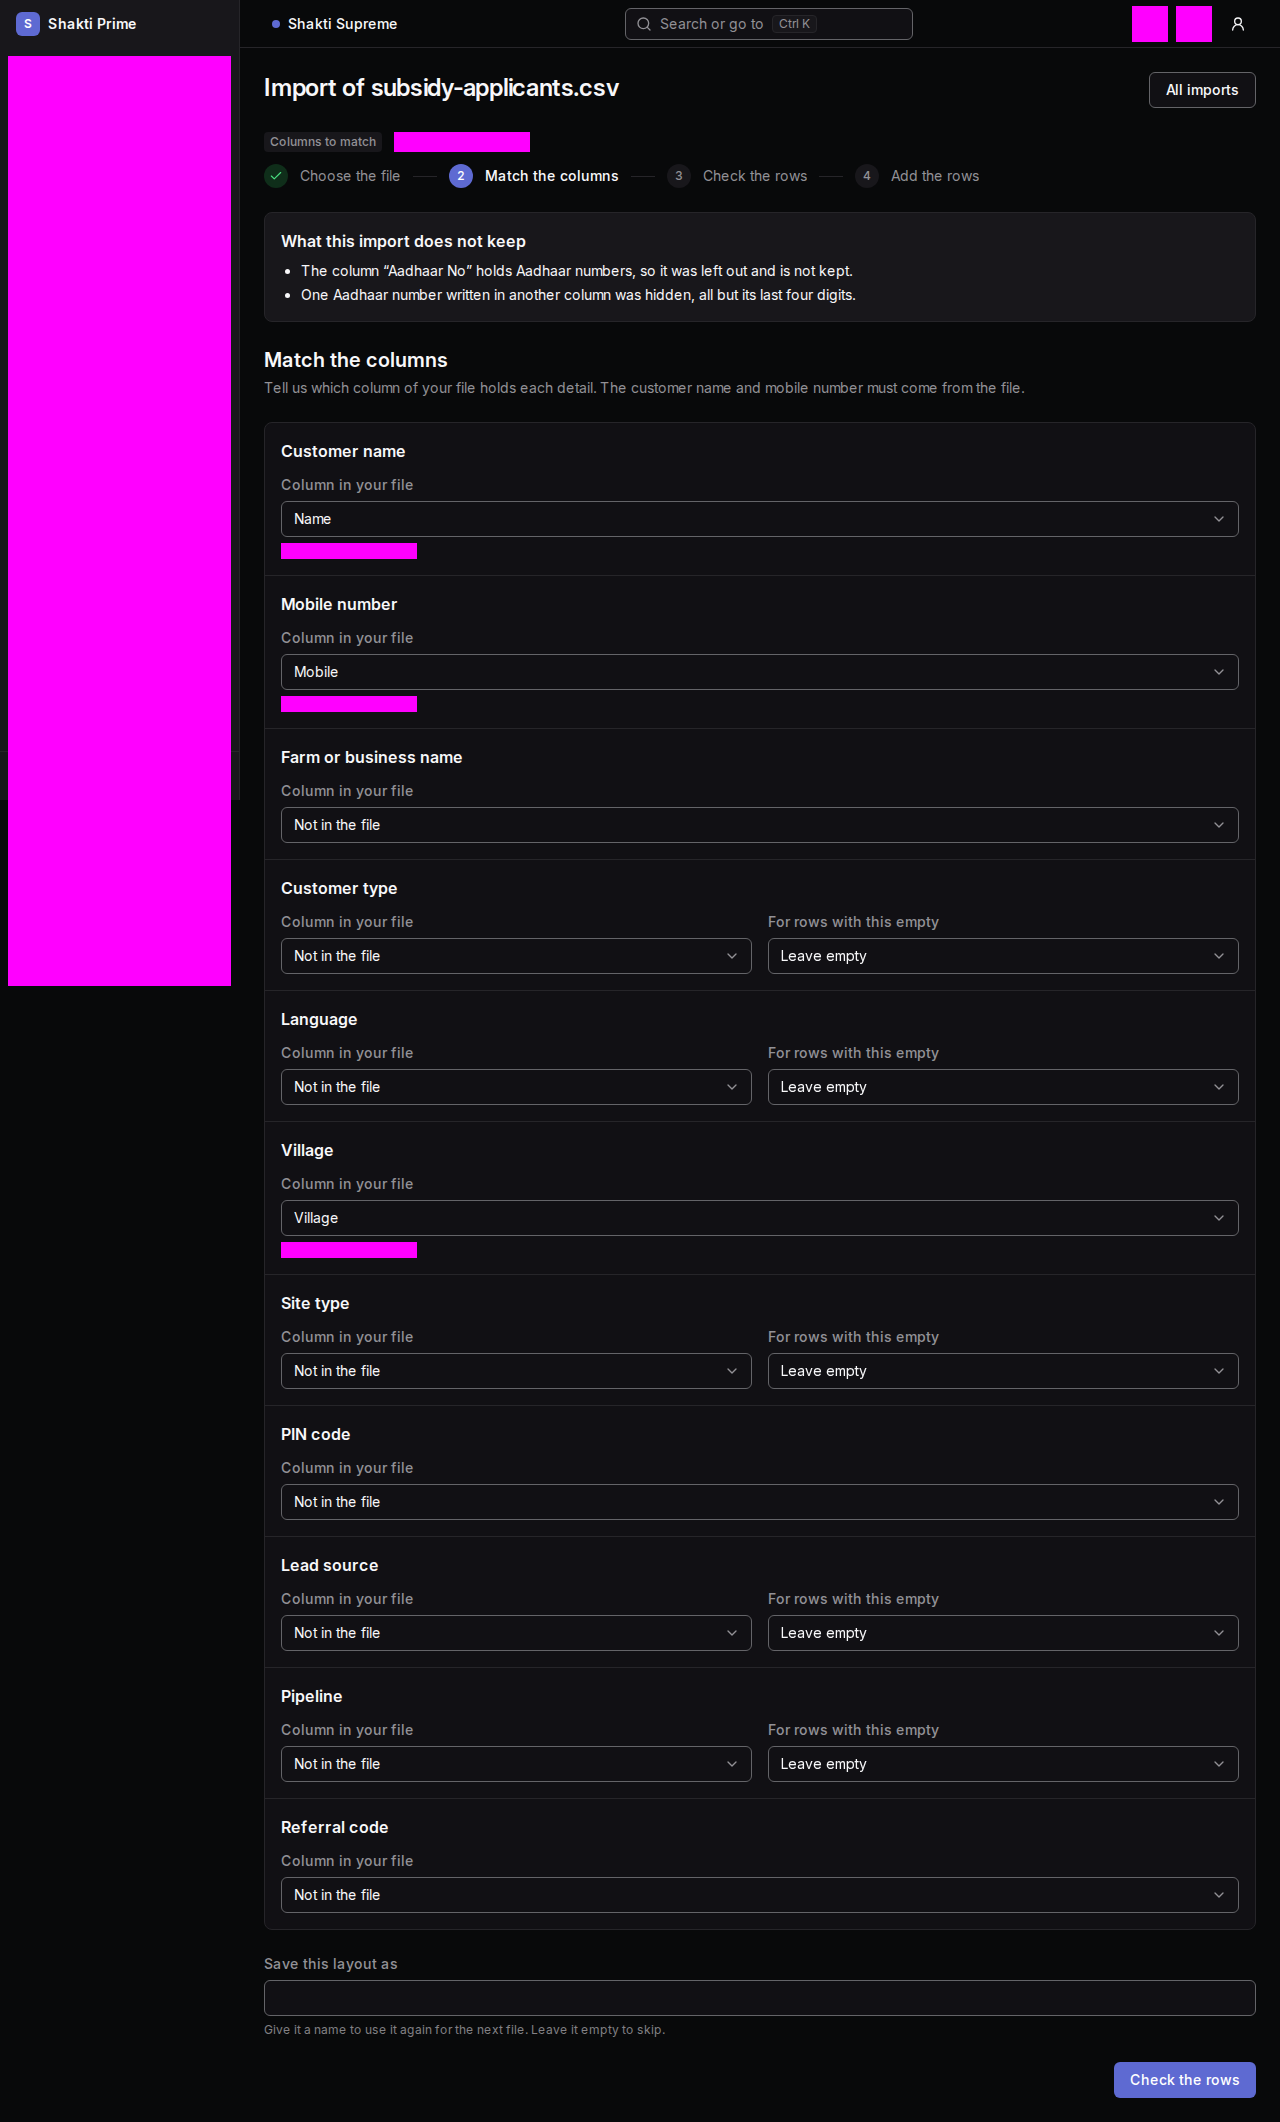 S Shakti Prime
Shakti Supreme
Search or go to Ctrl K
Import of subsidy-applicants.csv
All imports
Columns to match
Choose the file
2 Match the columns
3 Check the rows
4 Add the rows
What this import does not keep
• The column “Aadhaar No” holds Aadhaar numbers, so it was left out and is not kept.
• One Aadhaar number written in another column was hidden, all but its last four digits.
Match the columns
Tell us which column of your file holds each detail. The customer name and mobile number must come from the file.
Customer name
Column in your file
Name
Mobile number
Column in your file
Mobile
Farm or business name
Column in your file
Not in the file
Customer type
Column in your file
For rows with this empty
Not in the file
Leave empty
Language
Column in your file
For rows with this empty
Not in the file
Leave empty
Village
Column in your file
Village
Site type
Column in your file
For rows with this empty
Not in the file
Leave empty
PIN code
Column in your file
Not in the file
Lead source
Column in your file
For rows with this empty
Not in the file
Leave empty
Pipeline
Column in your file
For rows with this empty
Not in the file
Leave empty
Referral code
Column in your file
Not in the file
Save this layout as
Give it a name to use it again for the next file. Leave it empty to skip.
Check the rows